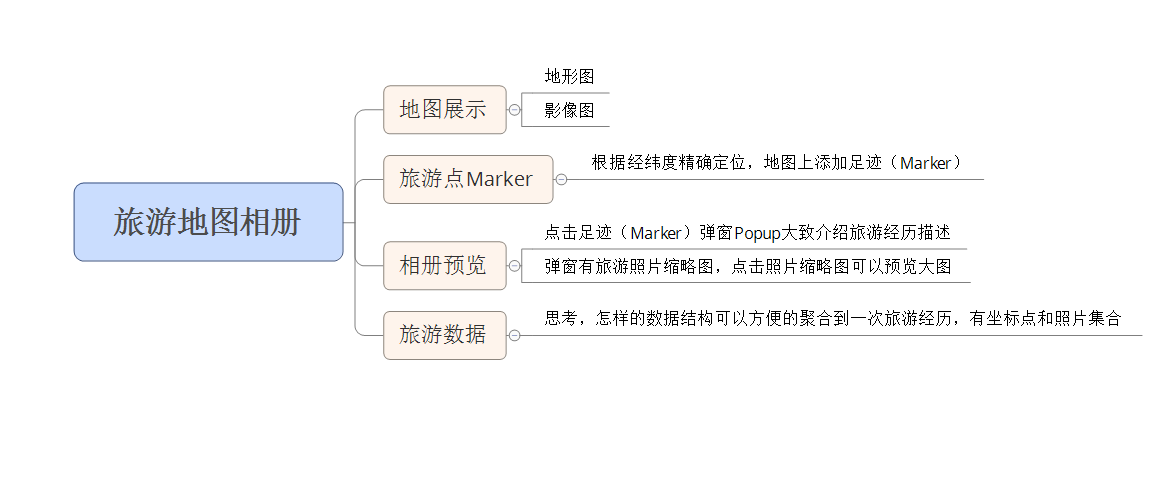 旅游地图相册
地图展示
地形图
影像图
旅游点Marker
根据经纬度精确定位，地图上添加足迹（Marker）
相册预览
点击足迹（Marker）弹窗Popup大致介绍旅游经历描述
弹窗有旅游照片缩略图，点击照片缩略图可以预览大图
旅游数据
思考，怎样的数据结构可以方便的聚合到一次旅游经历，有坐标点和照片集合